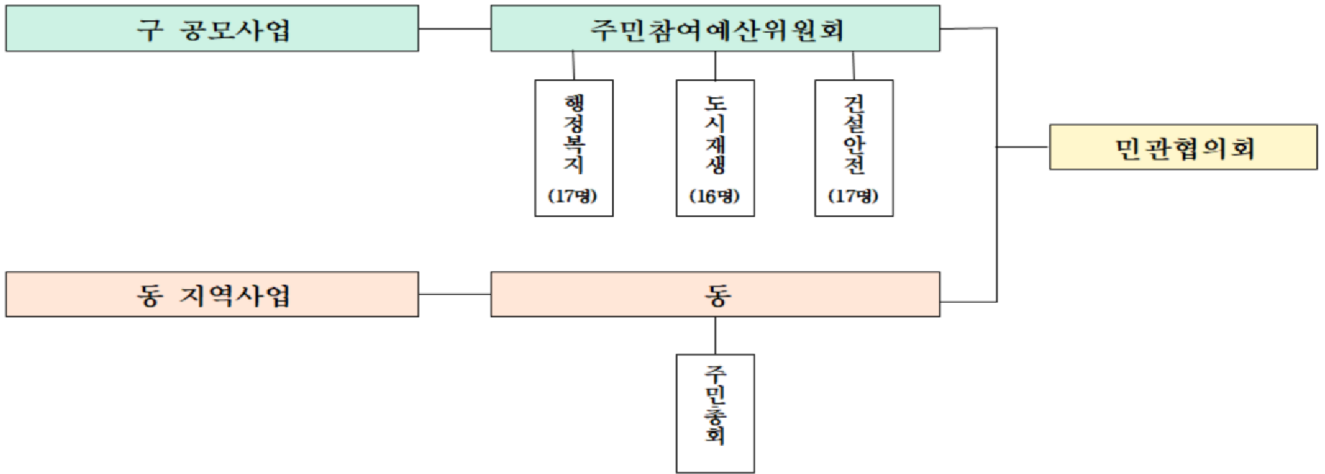 구 공모사업
주민참여예산위원회
행정복지
(17명)
도시재생
(16명)
건설안전
(17명)
민관협의회
동 지역사업
동
주민총회